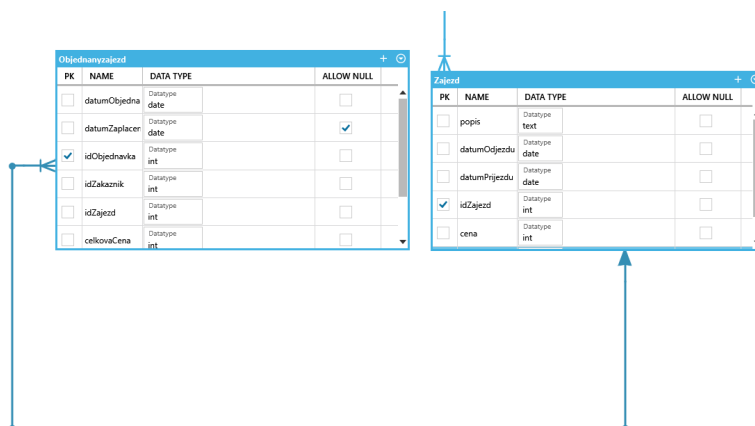 Objednanyzajezd
PK NAME DATA TYPE ALLOW NULL
datumObjedna Datatype date
datumZaplacen Datatype date
idObjednavka Datatype int
idZakaznik Datatype int
idZajezd Datatype int
celkovaCena Datatype int
Zajezd
PK NAME DATA TYPE ALLOW NULL
popis Datatype text
datumOdjezdu Datatype date
datumPrijezdu Datatype date
idZajezd Datatype int
cena Datatype int